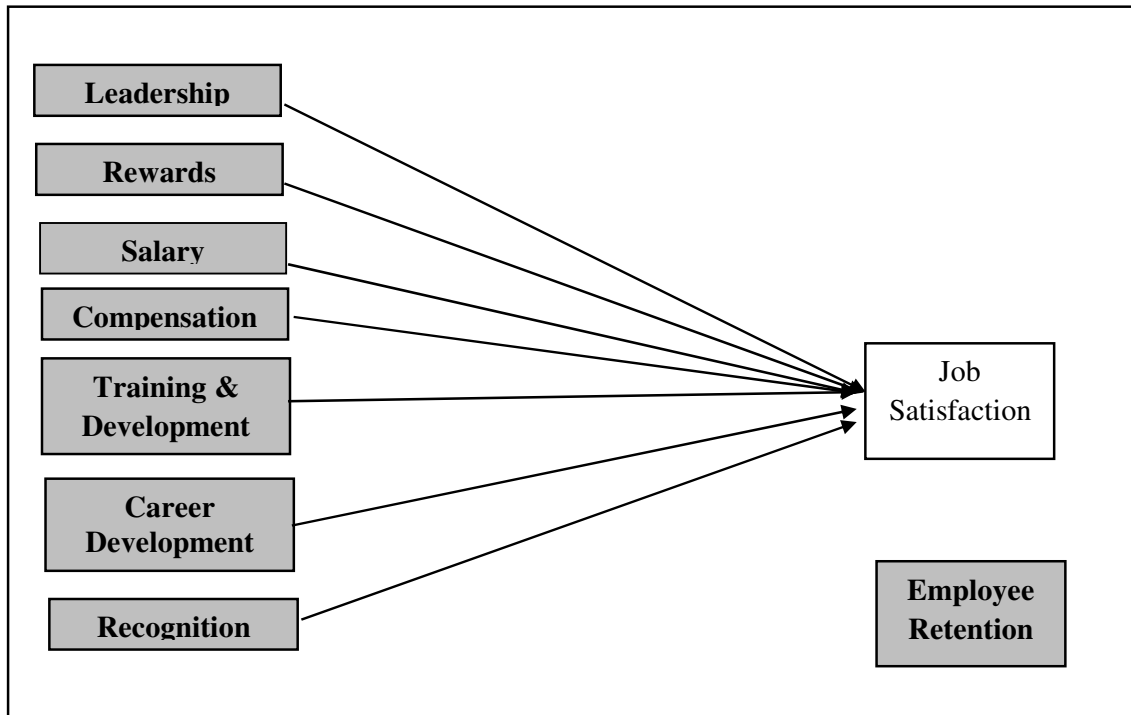 Leadership
Rewards
Salary
Compensation
Training &
Development
Career
Development
Recognition
Job
Satisfaction
Employee
Retention